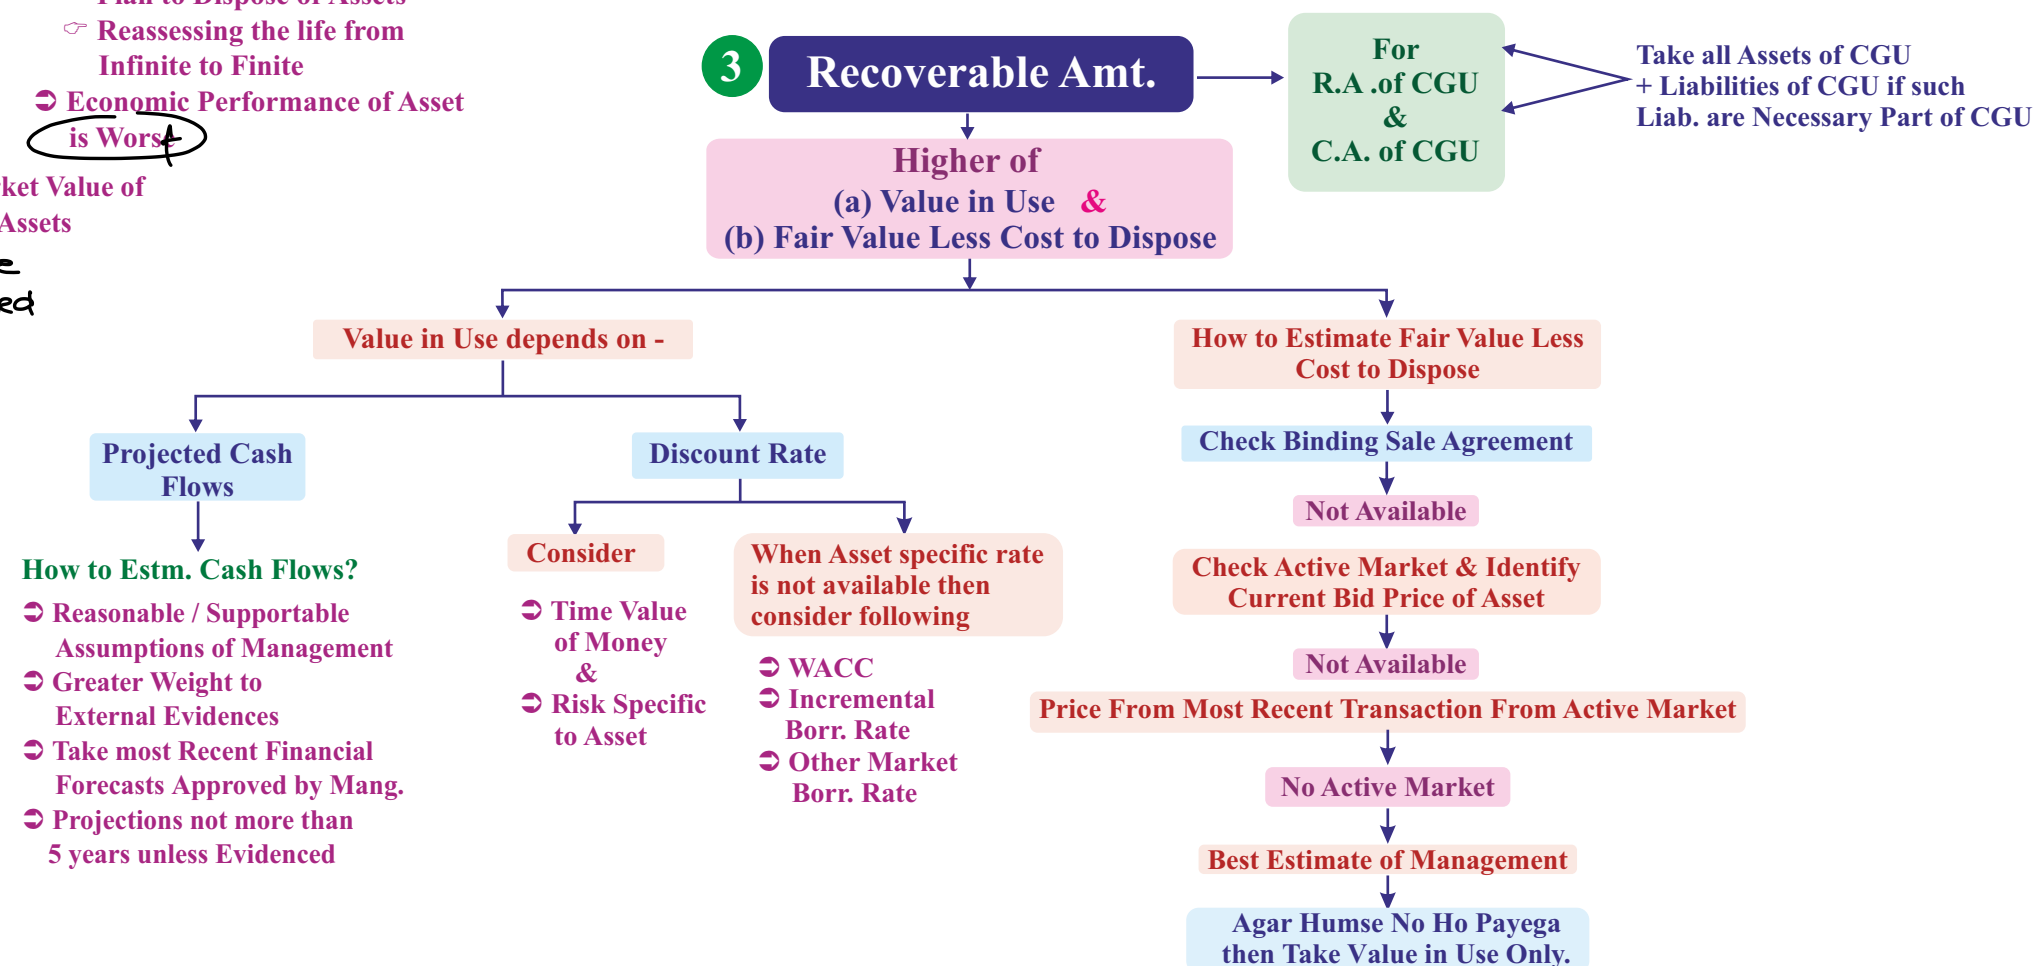 Plan to Dispose of Assets
☞ Reassessing the life from
Infinite to Finite
➲ Economic Performance of Asset
is Worst
ket Value of
Assets
e
ed
3
Recoverable Amt.
For
R.A .of CGU
&
C.A. of CGU
Take all Assets of CGU
+ Liabilities of CGU if such
Liab. are Necessary Part of CGU
Higher of
(a) Value in Use &
(b) Fair Value Less Cost to Dispose
Value in Use depends on -
Projected Cash
Flows
How to Estm. Cash Flows?
➲ Reasonable / Supportable
Assumptions of Management
➲ Greater Weight to
External Evidences
➲ Take most Recent Financial
Forecasts Approved by Mang.
➲ Projections not more than
5 years unless Evidenced
Discount Rate
Consider
➲ Time Value
of Money
&
➲ Risk Specific
to Asset
When Asset specific rate
is not available then
consider following
➲ WACC
➲ Incremental
Borr. Rate
➲ Other Market
Borr. Rate
How to Estimate Fair Value Less
Cost to Dispose
Check Binding Sale Agreement
Not Available
Check Active Market & Identify
Current Bid Price of Asset
Not Available
Price From Most Recent Transaction From Active Market
No Active Market
Best Estimate of Management
Agar Humse No Ho Payega
then Take Value in Use Only.